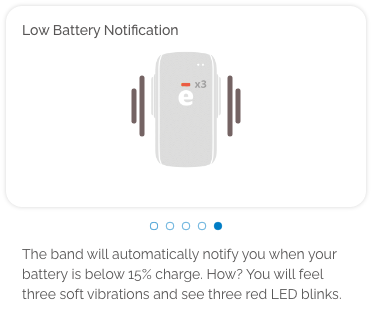 Low Battery Notification
x3
e
The band will automatically notify you when your
battery is below 15% charge. How? You will feel
three soft vibrations and see three red LED blinks.